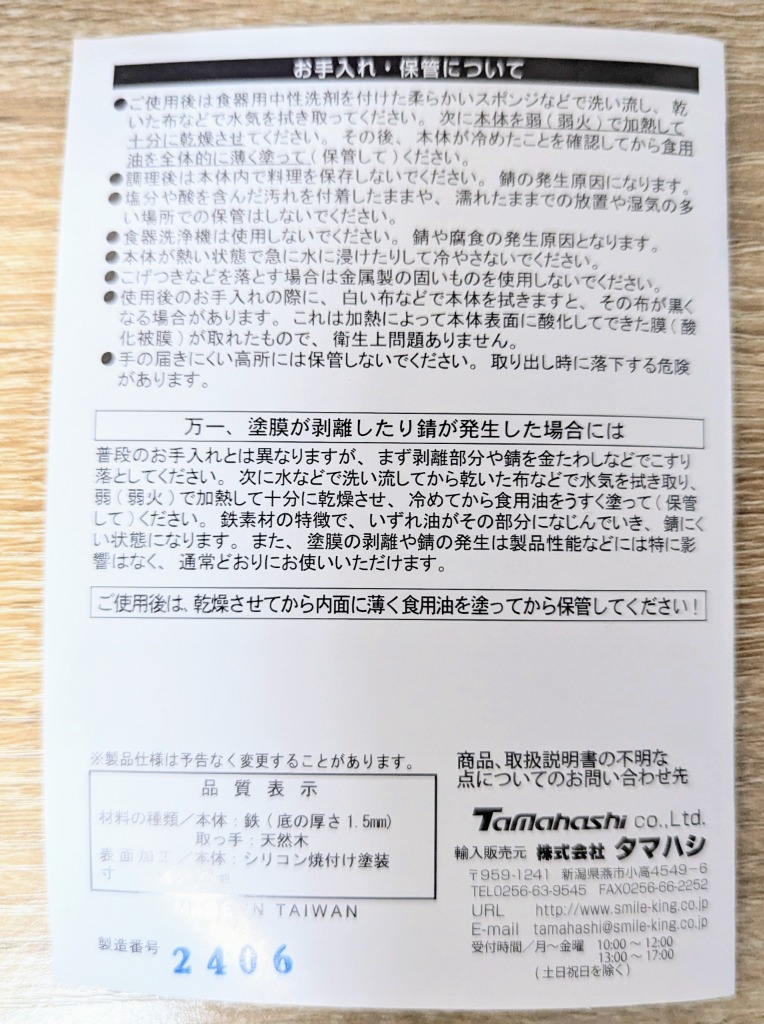 お手入れ・保管について
●ご使用後は食器用中性洗剤を付けた柔らかいスポンジなどで洗い流し、乾
いた布などで水気を拭き取ってください。次に本体を弱(弱火)で加熱して
十分に乾燥させてください。その後、本体が冷めたことを確認してから食用
油を全体的に薄く塗って(保管して)ください。
●調理後は本体内で料理を保存しないでください。錆の発生原因になります。
●塩分や酸を含んだ汚れを付着したままや、濡れたままでの放置や湿気の多
い場所での保管はしないでください。
●食器洗浄機は使用しないでください。錆や腐食の発生原因となります。
●本体が熱い状態で急に水に浸けたりして冷やさないでください。
●こげつきなどを落とす場合は金属製の固いものを使用しないでください。
●使用後のお手入れの際に、白い布などで本体を拭きますと、その布が黒く
なる場合があります。これは加熱によって本体表面に酸化してできた膜(酸
化被膜)が取れたもので、衛生上問題ありません。
●手の届きにくい高所には保管しないでください。取り出し時に落下する危険
があります。
万一、塗膜が剥離したり錆が発生した場合には
普段のお手入れとは異なりますが、まず剥離部分や錆を金たわしなどでこすり
落としてください。次に水などで洗い流してから乾いた布などで水気を拭き取り、
弱(弱火)で加熱して十分に乾燥させ、冷めてから食用油をうすく塗って(保管
して)ください。鉄素材の特徴で、いずれ油がその部分になじんでいき、錆にく
い状態になります。また、塗膜の剥離や錆の発生は製品性能などには特に影
響はなく、通常どおりにお使いいただけます。
ご使用後は、乾燥させてから内面に薄く食用油を塗ってから保管してください!
※製品仕様は予告なく変更することがあります。
品質表示
材料の種類/本体:鉄(底の厚さ1.5mm)
取っ手:天然木
表面加工/本体:シリコン焼付け塗装
寸
IN TAIWAN
製造番号 2406
商品、取扱説明書の不明な
点についてのお問い合わせ先
Tamahashi CO.,Ltd.
輸入販売元 株式会社 タマハシ
〒959-1241 新潟県燕市小高4549-6
TEL0256-63-9545 FAX0256-66-2252
URL http://www.smile-king.co.jp
E-mail tamahashi@smile-king.co.jp
受付時間/月〜金曜 10:00〜12:00
13:00〜17:00
(土日祝日を除く)